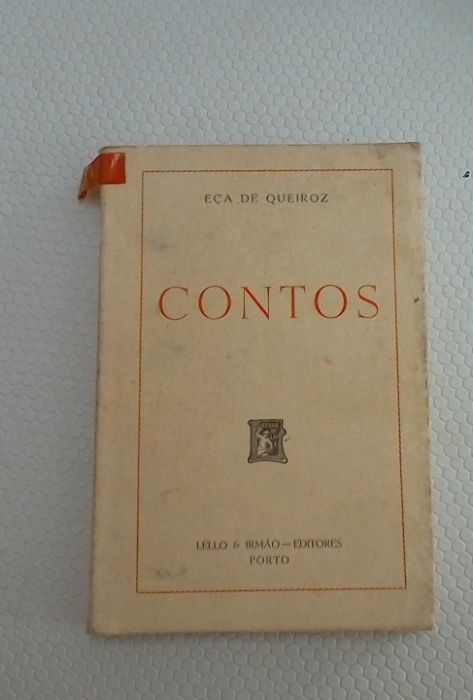 EÇA DE QUEIROZ
CONTOS
LELLO & IRMÃO—EDITORES
PORTO